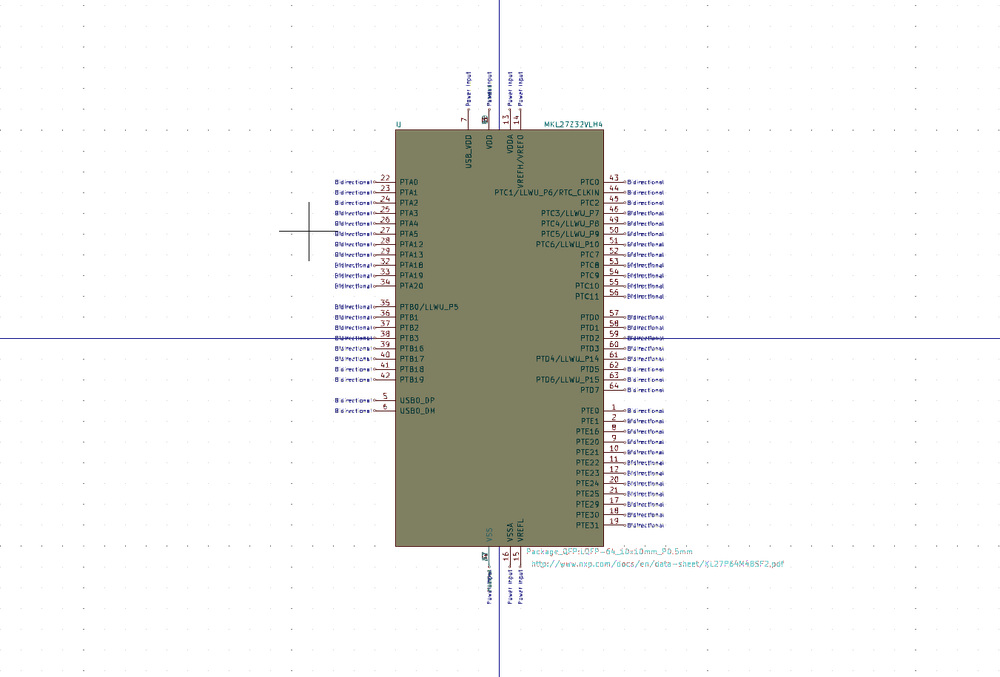 Power Input
Power Input
Power Input
7
13
14
U
MKL27Z32VLH4
USB_VDD
VDD
VDDA
VREFH/VREFO
Bidirectional 22 PTA0
Bidirectional 23 PTA1
Bidirectional 24 PTA2
Bidirectional 25 PTA3
Bidirectional 26 PTA4
Bidirectional 27 PTA5
Bidirectional 28 PTA12
Bidirectional 29 PTA13
Bidirectional 32 PTA18
Bidirectional 33 PTA19
Bidirectional 34 PTA20
Bidirectional 35 PTB0/LLWU_P5
Bidirectional 36 PTB1
Bidirectional 37 PTB2
Bidirectional 38 PTB3
Bidirectional 39 PTB16
Bidirectional 40 PTB17
Bidirectional 41 PTB18
Bidirectional 42 PTB19
Bidirectional 5 USB0_DP
Bidirectional 6 USB0_DM
PTC0 43 Bidirectional
PTC1/LLWU_P6/RTC_CLKIN 44 Bidirectional
PTC2 45 Bidirectional
PTC3/LLWU_P7 46 Bidirectional
PTC4/LLWU_P8 49 Bidirectional
PTC5/LLWU_P9 50 Bidirectional
PTC6/LLWU_P10 51 Bidirectional
PTC7 52 Bidirectional
PTC8 53 Bidirectional
PTC9 54 Bidirectional
PTC10 55 Bidirectional
PTC11 56 Bidirectional
PTD0 57 Bidirectional
PTD1 58 Bidirectional
PTD2 59 Bidirectional
PTD3 60 Bidirectional
PTD4/LLWU_P14 61 Bidirectional
PTD5 62 Bidirectional
PTD6/LLWU_P15 63 Bidirectional
PTD7 64 Bidirectional
PTE0 1 Bidirectional
PTE1 2 Bidirectional
PTE16 8 Bidirectional
PTE20 9 Bidirectional
PTE21 10 Bidirectional
PTE22 11 Bidirectional
PTE23 12 Bidirectional
PTE24 20 Bidirectional
PTE25 21 Bidirectional
PTE29 17 Bidirectional
PTE30 18 Bidirectional
PTE31 19 Bidirectional
VSS
VSSA
VREFL
16
15
Package_QFP:LQFP-64_10x10mm_P0.5mm
http://www.nxp.com/docs/en/data-sheet/KL27P64M48SF2.pdf
Power Input
Power Input